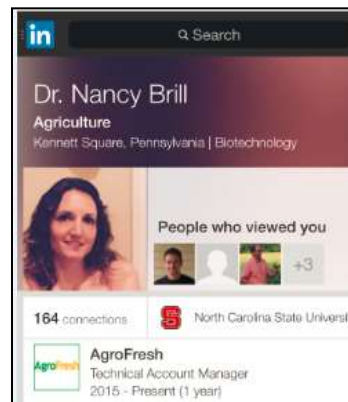 in
Search
Dr. Nancy Brill
Agriculture
Kennett Square, Pennsylvania | Biotechnology
People who viewed you
+3
164 connections
North Carolina State Universi
AgroFresh
AgroFresh
Technical Account Manager
2015 - Present (1 year)